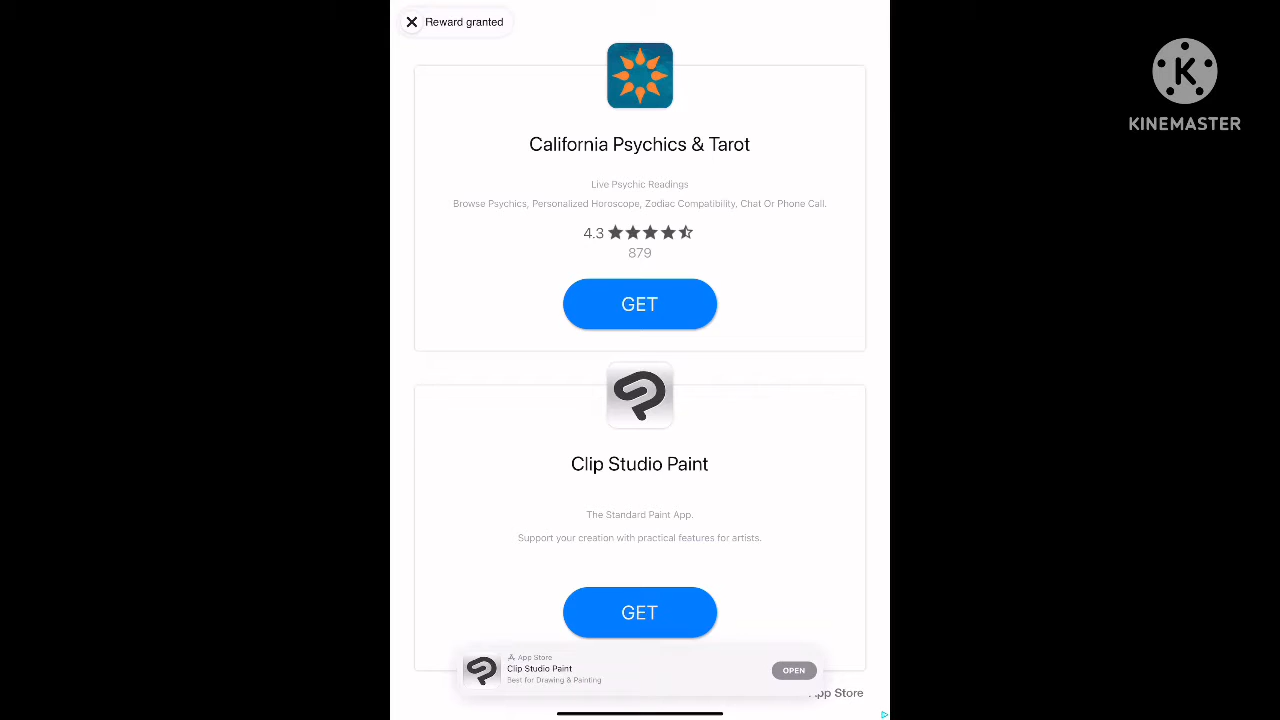 Reward granted
KINEMASTER
California Psychics & Tarot
Live Psychic Readings
Browse Psychics, Personalized Horoscope, Zodiac Compatibility, Chat Or Phone Call.
4.3
879
GET
Clip Studio Paint
The Standard Paint App.
Support your creation with practical features for artists.
GET
App Store
Clip Studio Paint
Best for Drawing & Painting
OPEN
App Store